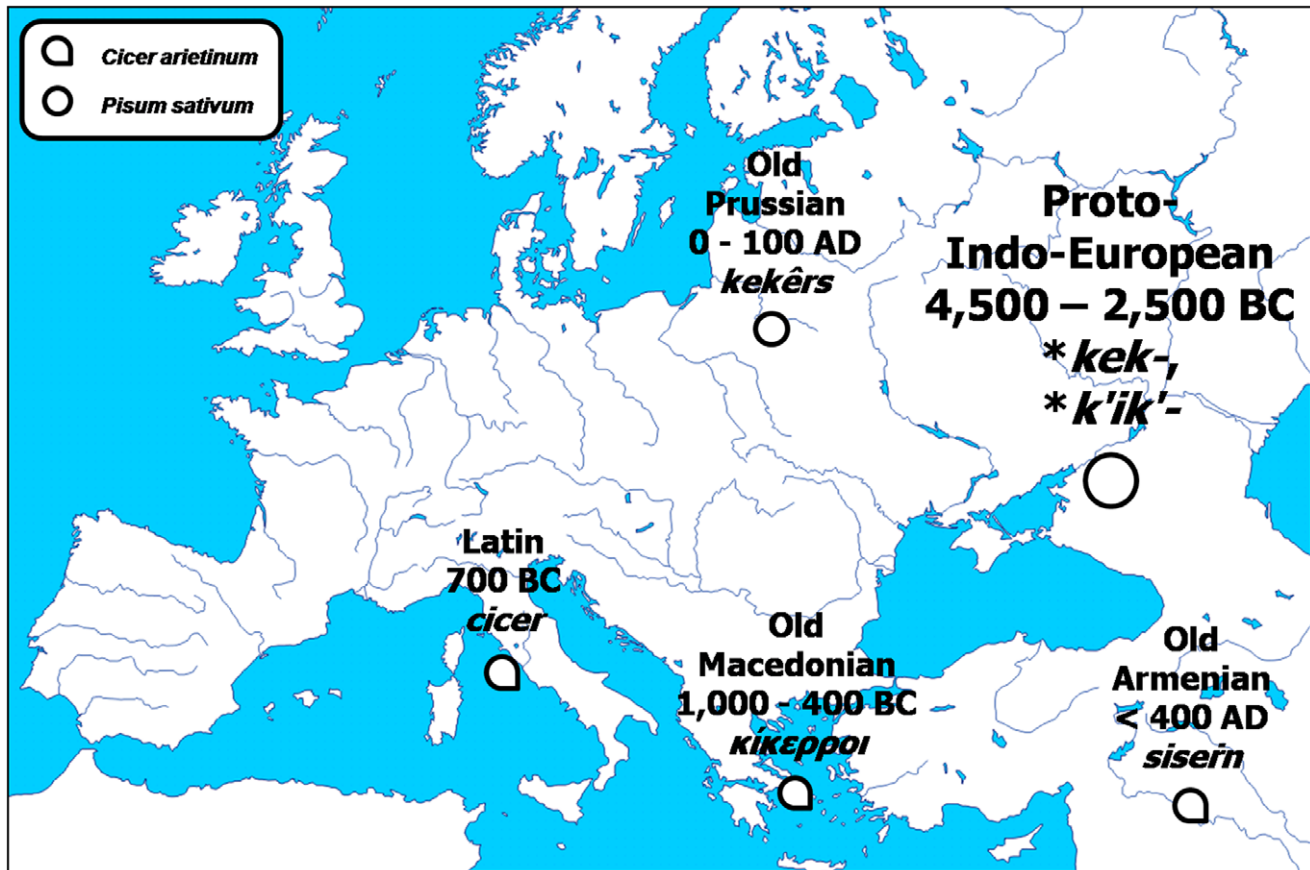 Cicer arietinum
Pisum sativum
Old
Prussian
0 - 100 AD
kekêrs
Proto-
Indo-European
4,500 – 2,500 BC
*kek-,
*k'ik'-
Latin
700 BC
cicer
Old
Macedonian
1,000 - 400 BC
κίκερροι
Old
Armenian
< 400 AD
siseṙn